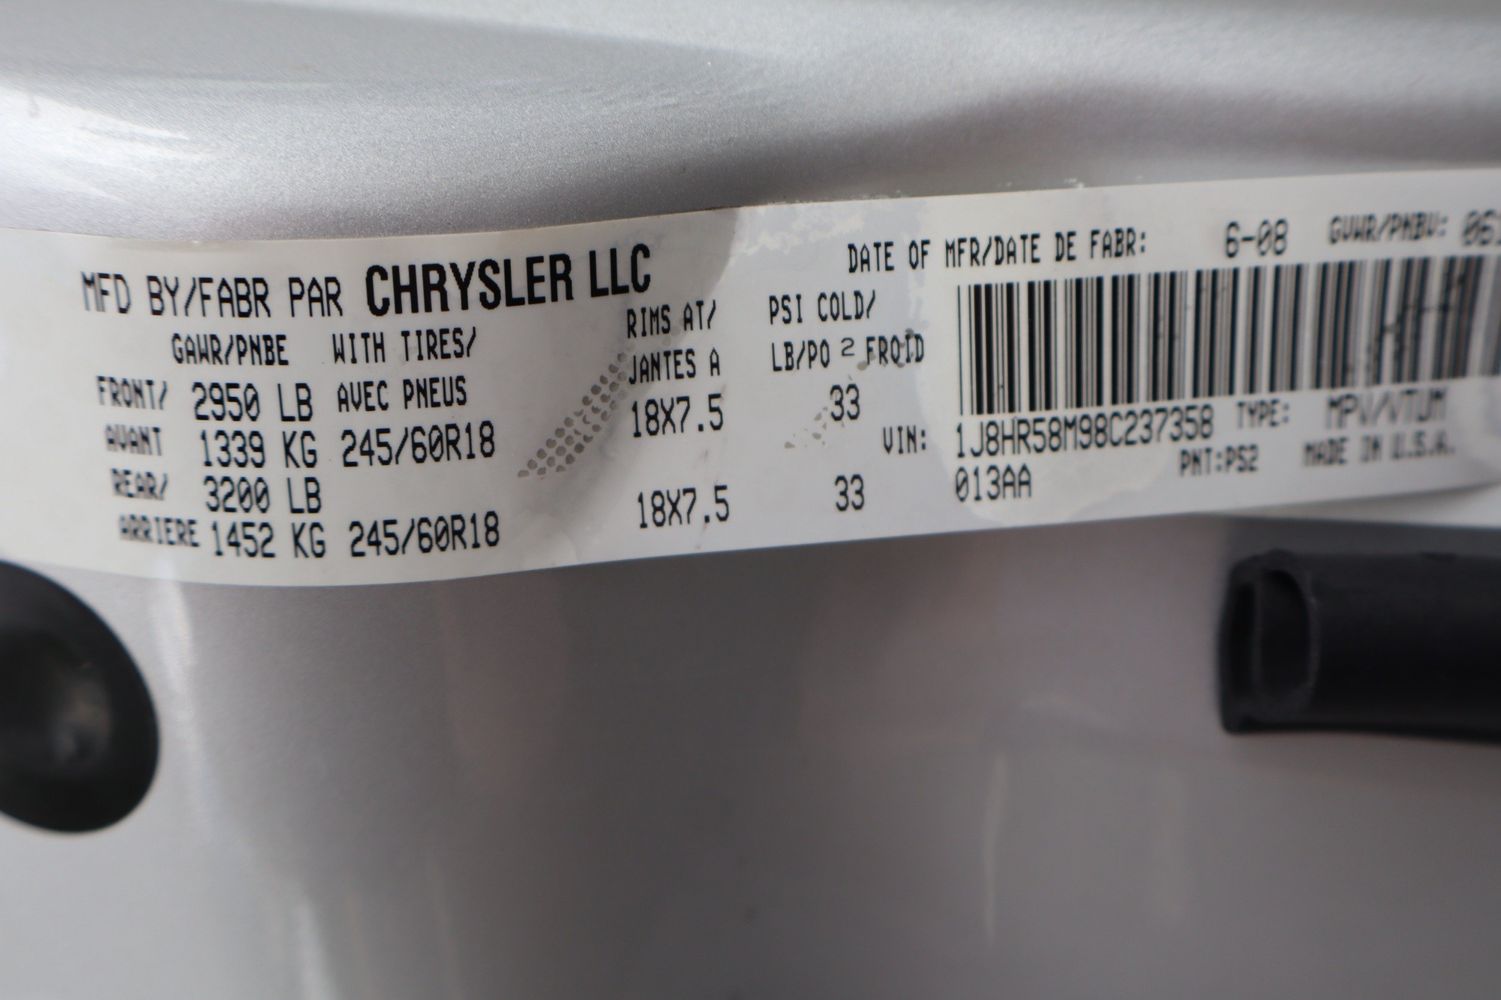 MFD BY/FABR PAR CHRYSLER LLC
DATE OF MFR/DATE DE FABR: 6-08 GVWR/PNBV:
GAWR/PNBE WITH TIRES/ RIMS AT/ PSI COLD/
FRONT/ 2950 LB AVEC PNEUS JANTES A LB/PO 2 FROID
AVANT 1339 KG 245/60R18 18X7.5 33
REAR/ 3200 LB
ARRIERE 1452 KG 245/60R18 18X7.5 33
VIN: 1J8HR58M98C237358 TYPE: MPV/VTUM
013AA PNT:PS2 MADE IN U.S.A.